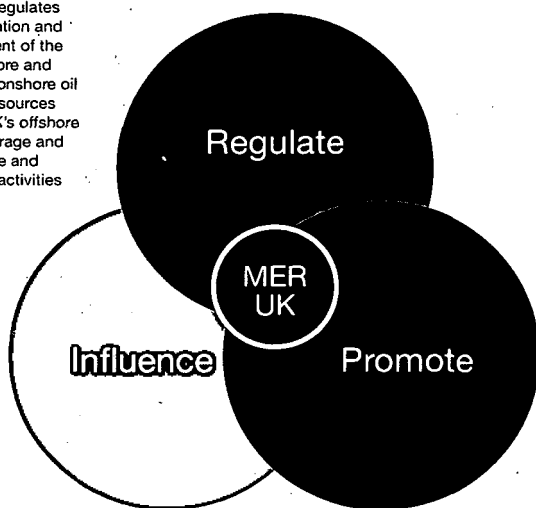 egulates
ation and
ent of the
ore and
onshore oil
sources
K's offshore
rage and
e and
activities
Regulate
MER
UK
Influence
Promote